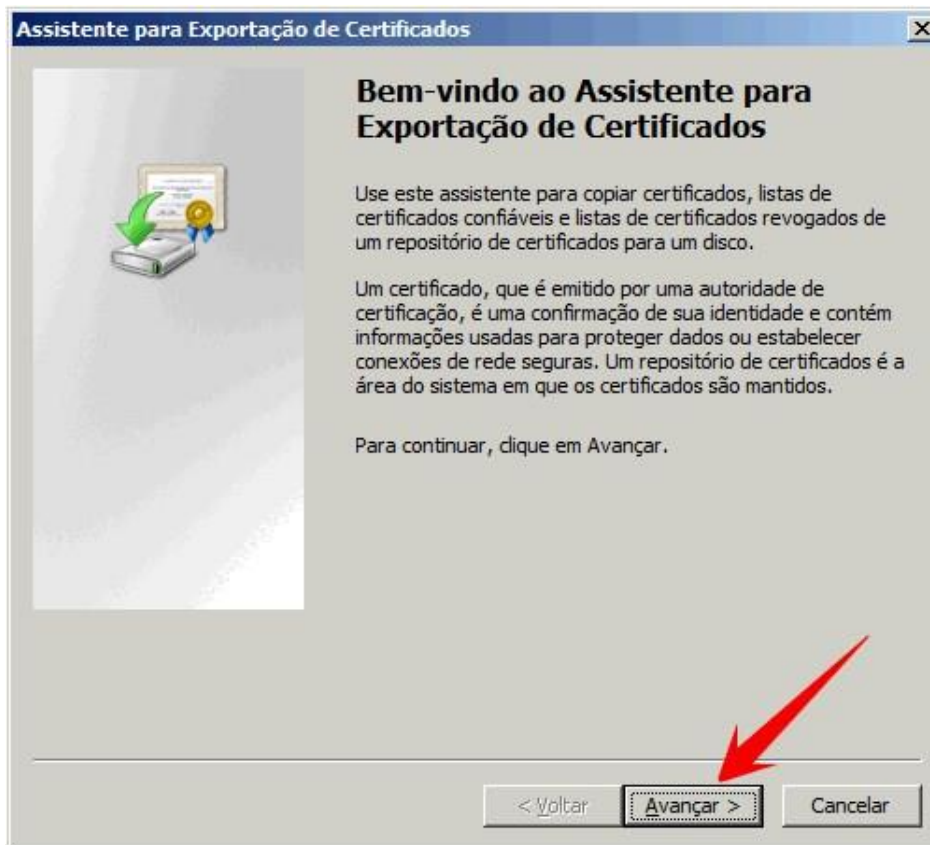 Assistente para Exportação de Certificados
Bem-vindo ao Assistente para
Exportação de Certificados
Use este assistente para copiar certificados, listas de
certificados confiáveis e listas de certificados revogados de
um repositório de certificados para um disco.
Um certificado, que é emitido por uma autoridade de
certificação, é uma confirmação de sua identidade e contém
informações usadas para proteger dados ou estabelecer
conexões de rede seguras. Um repositório de certificados é a
área do sistema em que os certificados são mantidos.
Para continuar, clique em Avançar.
< Voltar
Avançar >
Cancelar